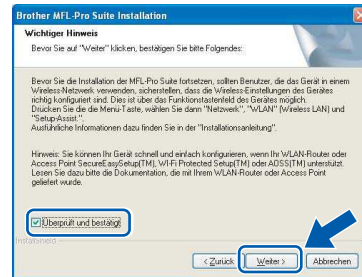 Brother MFL-Pro Suite Installation
Wichtiger Hinweis
Bevor Sie auf "Weiter" klicken, bestätigen Sie bitte Folgendes:
Bevor Sie die Installation der MFL-Pro Suite fortsetzen, sollten Benutzer, die das Gerät in einem
Wireless-Netzwerk verwenden, sicherstellen, dass die Wireless-Einstellungen des Gerätes
richtig konfiguriert sind. Dies ist über das Funktionstastenfeld des Gerätes möglich.
Drücken Sie die die Menü-Taste, wählen Sie dann "Netzwerk", "WLAN" (Wireless LAN) und
"Setup-Assist.".
Ausführliche Informationen dazu finden Sie in der "Installationsanleitung".
Hinweis: Sie können Ihr Gerät schnell und einfach konfigurieren, wenn Ihr WLAN-Router oder
Access Point SecureEasySetup(TM), Wi-Fi Protected Setup(TM) oder AOSS(TM) unterstützt.
Lesen Sie dazu bitte die Dokumentation, die mit Ihrem WLAN-Router oder Access Point
geliefert wurde.
Überprüft und bestätigt
InstallShield
< Zurück
Weiter >
Abbrechen